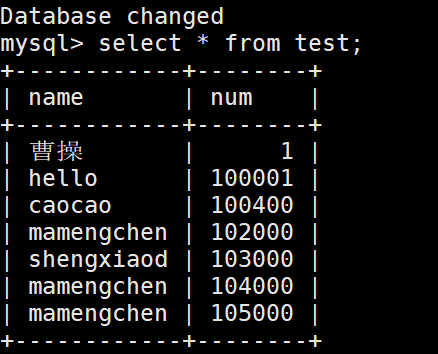 Database changed
mysql> select * from test;
+------------+--------+
| name       | num    |
+------------+--------+
| 曹操       |      1 |
| hello      | 100001 |
| caocao     | 100400 |
| mamengchen | 102000 |
| shengxiaod | 103000 |
| mamengchen | 104000 |
| mamengchen | 105000 |
+------------+--------+